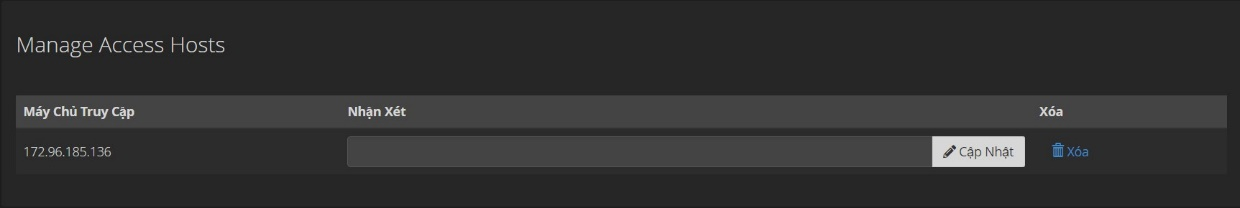 Manage Access Hosts
Máy Chủ Truy Cập Nhận Xét Xóa
172.96.185.136 Cập Nhật Xóa